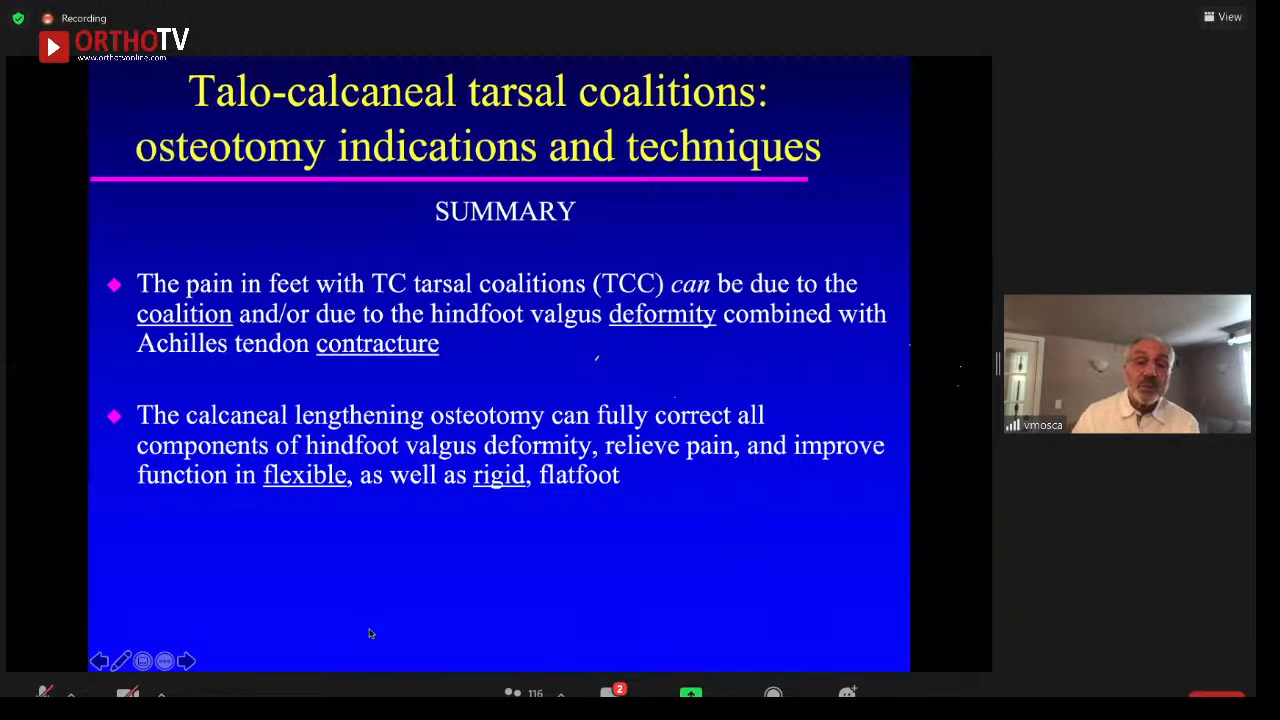 Recording
View
ORTHOTV
www.orthotvonline.com
Talo-calcaneal tarsal coalitions:
osteotomy indications and techniques
SUMMARY
The pain in feet with TC tarsal coalitions (TCC) can be due to the
coalition and/or due to the hindfoot valgus deformity combined with
Achilles tendon contracture
The calcaneal lengthening osteotomy can fully correct all
components of hindfoot valgus deformity, relieve pain, and improve
function in flexible, as well as rigid, flatfoot
vmosca
116
2